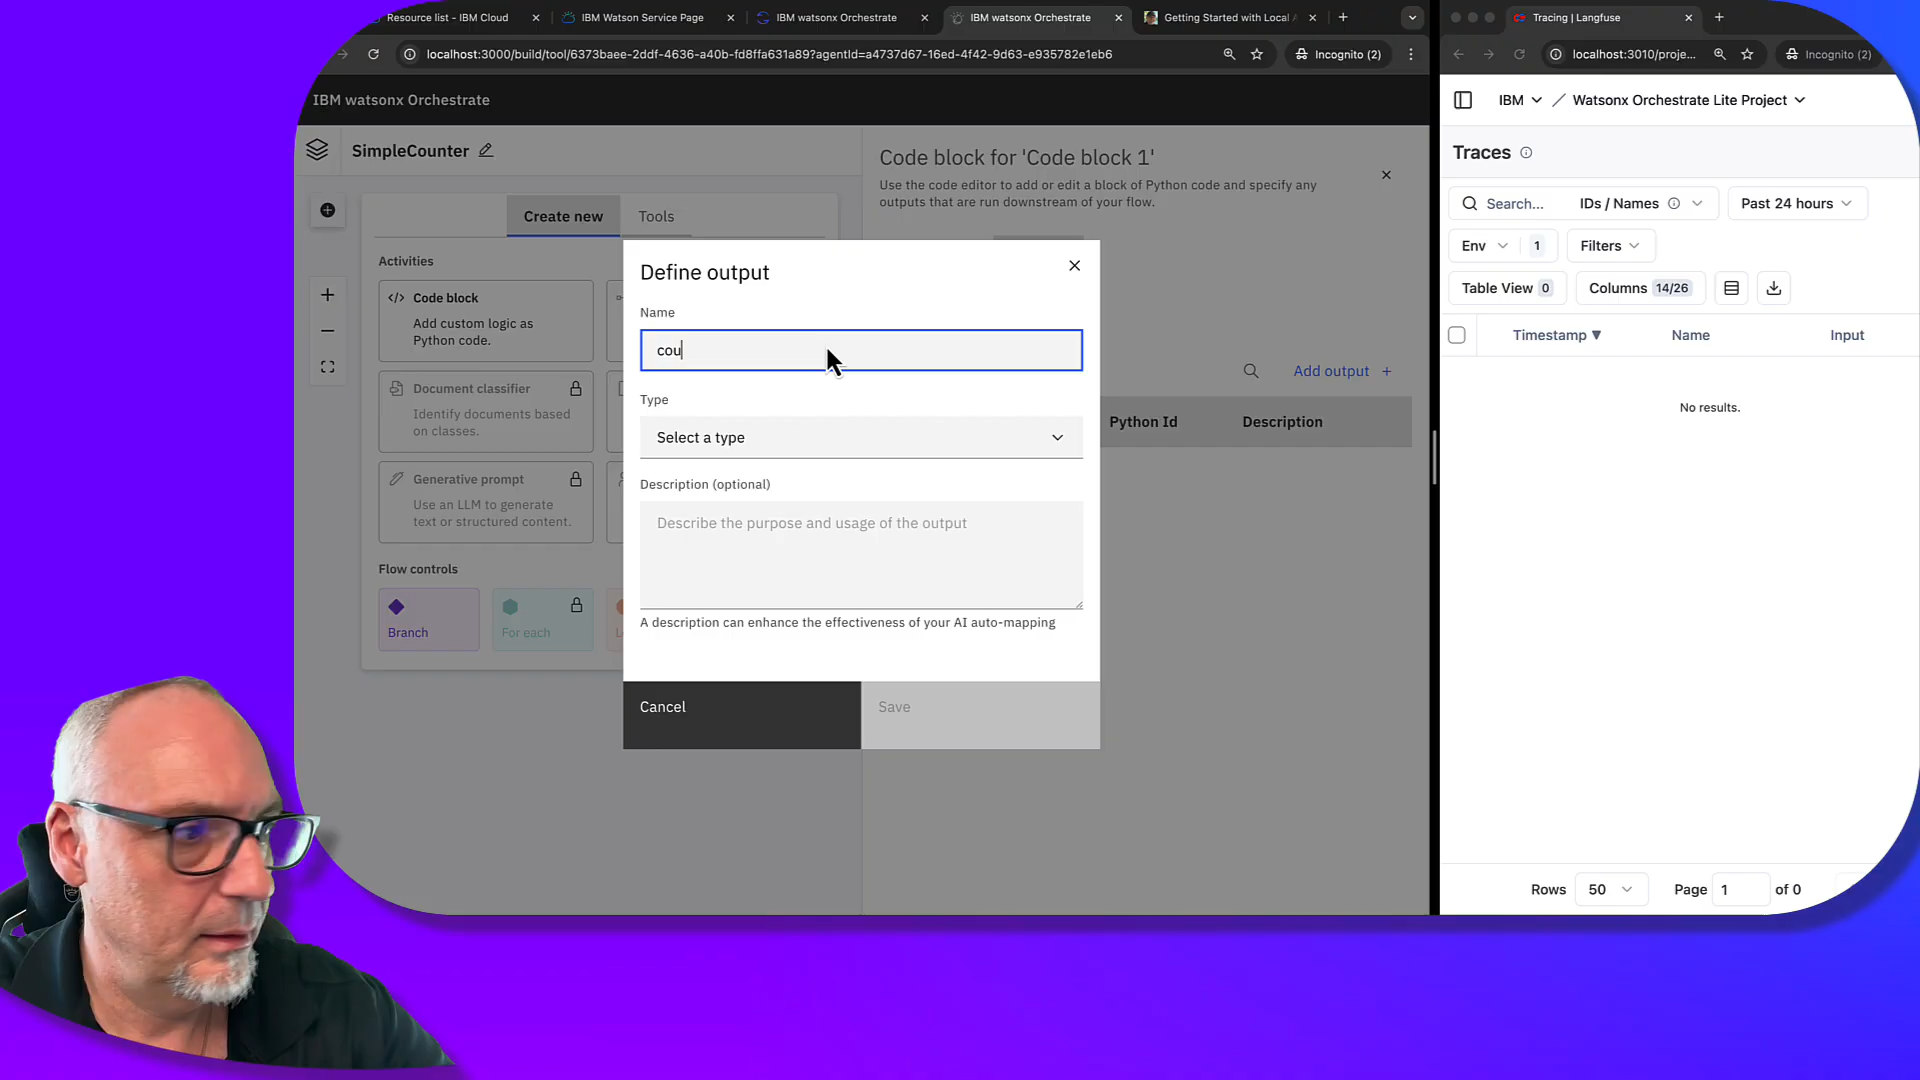 Resource list - IBM Cloud
IBM Watson Service Page
IBM watsonx Orchestrate
IBM watsonx Orchestrate
Getting Started with Local
Tracing | Langfuse
localhost:3000/build/tool/6373baee-2ddf-4636-a40b-fd8ffa631a89?agentId=a4737d67-16ed-4f42-9d63-e935782e1eb6
Incognito (2)
localhost:3010/proje...
Incognito (2)
IBM watsonx Orchestrate
IBM
Watsonx Orchestrate Lite Project
SimpleCounter
Code block for 'Code block 1'
Use the code editor to add or edit a block of Python code and specify any
outputs that are run downstream of your flow.
Traces
Search...
IDs / Names
Past 24 hours
Env
1
Filters
Table View 0
Columns 14/26
Timestamp ▼
Name
Input
No results.
Rows
50
Page
1
of 0
Create new
Tools
Activities
Code block
Add custom logic as
Python code.
Document classifier
Identify documents based
on classes.
Generative prompt
Use an LLM to generate
text or structured content.
Flow controls
Branch
For each
Add output +
Python Id
Description
Define output
Name
cou
Type
Select a type
Description (optional)
Describe the purpose and usage of the output
A description can enhance the effectiveness of your AI auto-mapping
Cancel
Save